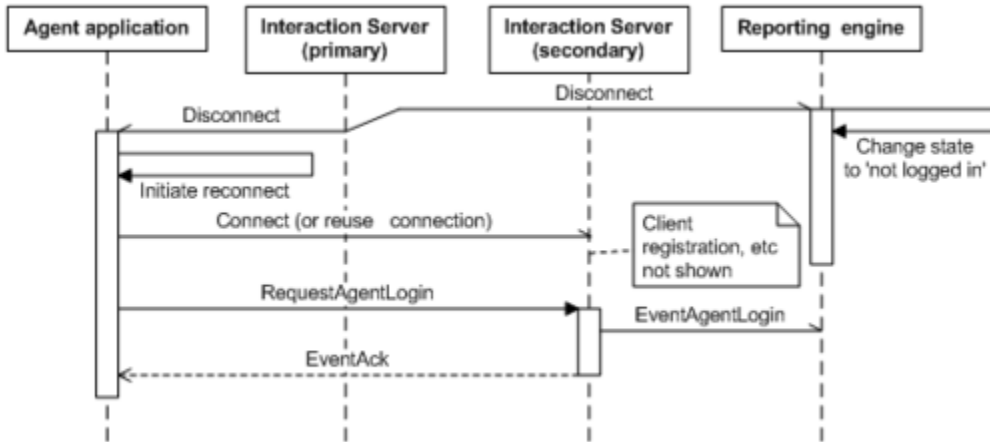 Agent application
Interaction Server
(primary)
Interaction Server
(secondary)
Reporting engine
Disconnect
Disconnect
Change state
to 'not logged in'
Initiate reconnect
Connect (or reuse connection)
Client
registration, etc
not shown
RequestAgentLogin
EventAgentLogin
EventAck